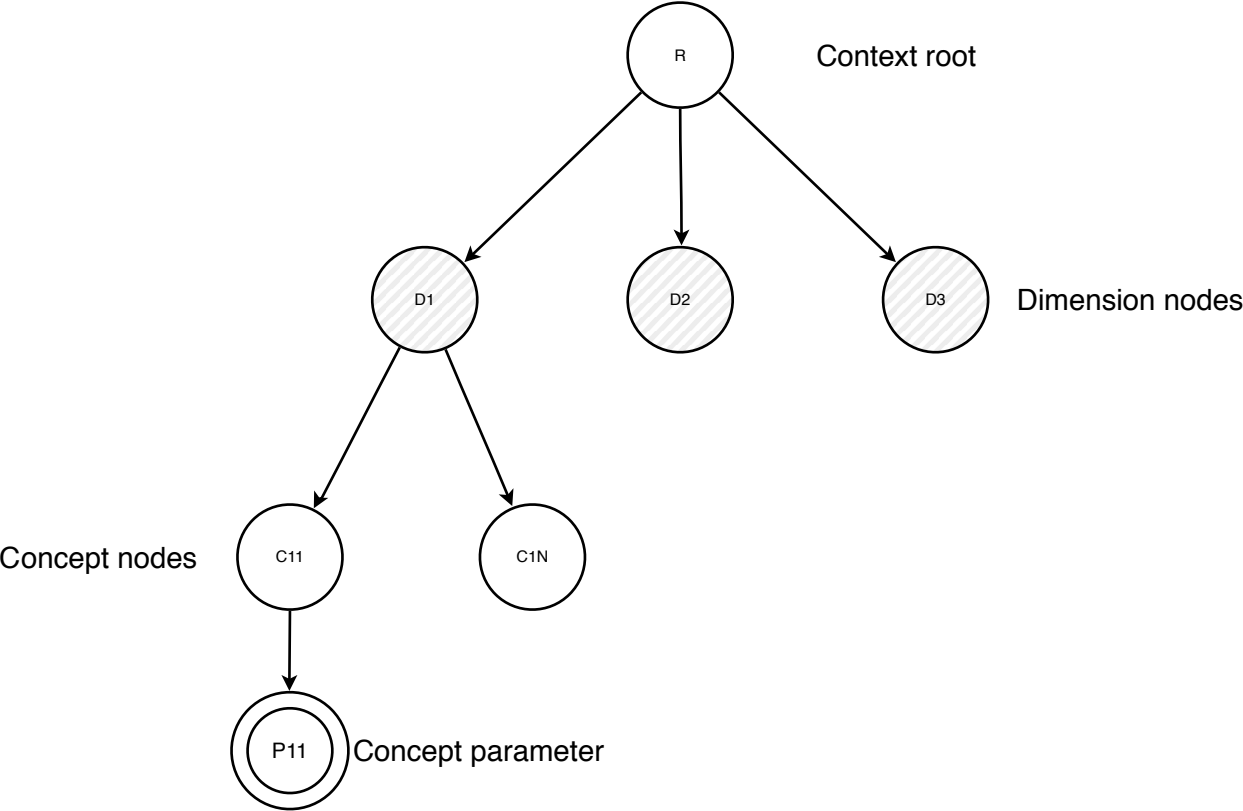 R
Context root
D1
D2
D3
Dimension nodes
Concept nodes
C11
C1N
P11
Concept parameter